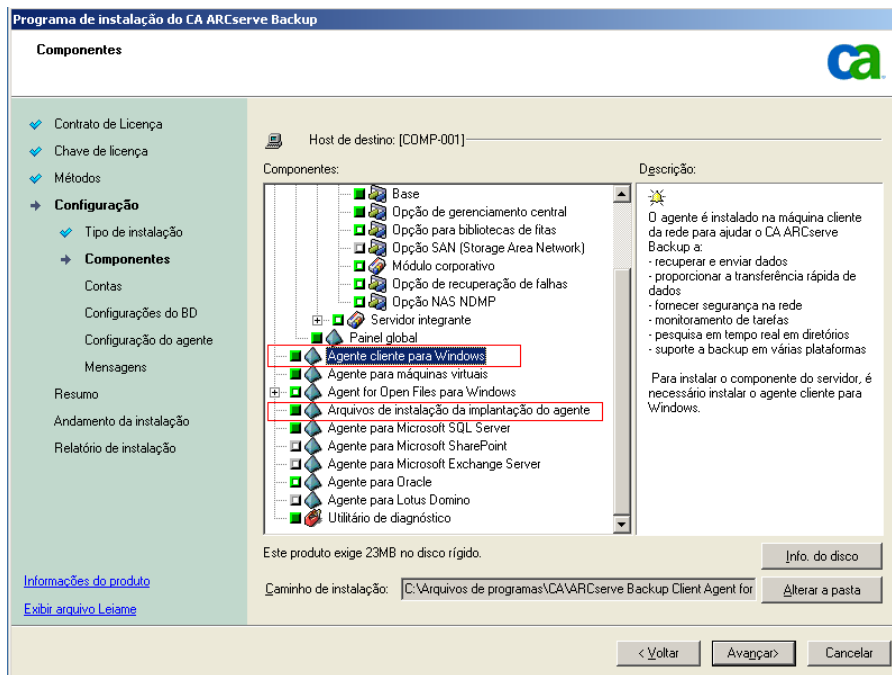 Programa de instalação do CA ARCserve Backup
Componentes
ca
Contrato de Licença
Chave de licença
Métodos
Configuração
Tipo de instalação
Componentes
Contas
Configurações do BD
Configuração do agente
Mensagens
Resumo
Andamento da instalação
Relatório de instalação
Informações do produto
Exibir arquivo Leiame
Host de destino: [COMP-001]
Componentes:
Base
Opção de gerenciamento central
Opção para bibliotecas de fitas
Opção SAN (Storage Area Network)
Módulo corporativo
Opção de recuperação de falhas
Opção NAS NDMP
Servidor integrante
Painel global
Agente cliente para Windows
Agente para máquinas virtuais
Agent for Open Files para Windows
Arquivos de instalação da implantação do agente
Agente para Microsoft SQL Server
Agente para Microsoft SharePoint
Agente para Microsoft Exchange Server
Agente para Oracle
Agente para Lotus Domino
Utilitário de diagnóstico
Descrição:
O agente é instalado na máquina cliente
da rede para ajudar o CA ARCserve
Backup a:
- recuperar e enviar dados
- proporcionar a transferência rápida de
dados
- fornecer segurança na rede
- monitoramento de tarefas
- pesquisa em tempo real em diretórios
- suporte a backup em várias plataformas
Para instalar o componente do servidor, é
necessário instalar o agente cliente para
Windows.
Este produto exige 23MB no disco rígido.
Info. do disco
Caminho de instalação: C:\Arquivos de programas\CA\ARCserve Backup Client Agent for
Alterar a pasta
< Voltar
Avançar>
Cancelar